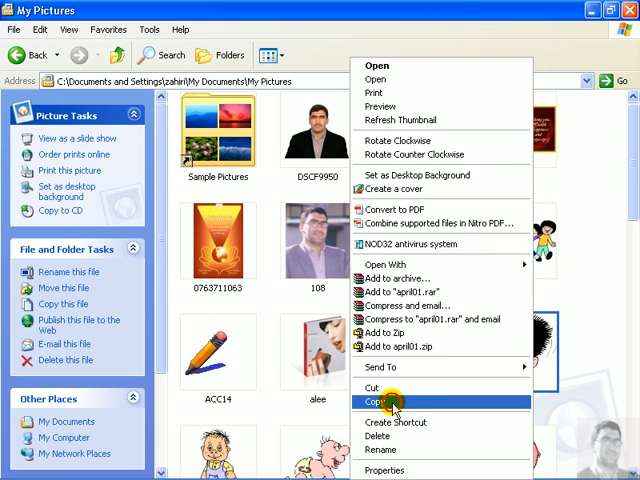 My Pictures
File Edit View Favorites Tools Help
Back Search Folders
Address C:\Documents and Settings\zahiri\My Documents\My Pictures Go
Picture Tasks
View as a slide show
Order prints online
Print this picture
Set as desktop
background
Copy to CD
File and Folder Tasks
Rename this file
Move this file
Copy this file
Publish this file to the
Web
E-mail this file
Delete this file
Other Places
My Documents
My Computer
My Network Places
Sample Pictures
DSCF9950
0763711063
108
ACC14
alee
Open
Open
Print
Preview
Refresh Thumbnail
Rotate Clockwise
Rotate Counter Clockwise
Set as Desktop Background
Create a cover
Convert to PDF
Combine supported files in Nitro PDF...
NOD32 antivirus system
Open With
Add to archive...
Add to "april01.rar"
Compress and email...
Compress to "april01.rar" and email
Add to Zip
Add to april01.zip
Send To
Cut
Copy
Create Shortcut
Delete
Rename
Properties